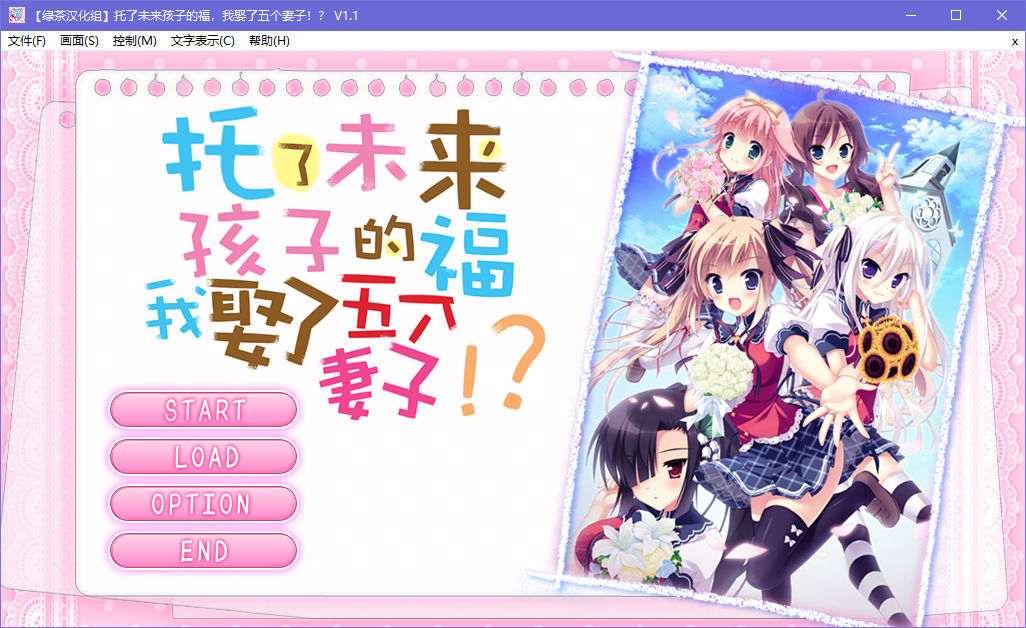 【绿茶汉化组】托了未来孩子的福，我娶了五个妻子！？ V1.1
文件(F) 画面(S) 控制(M) 文字表示(C) 帮助(H) x
托了未来
孩子的福
我娶了五个
妻子!?
START
LOAD
OPTION
END